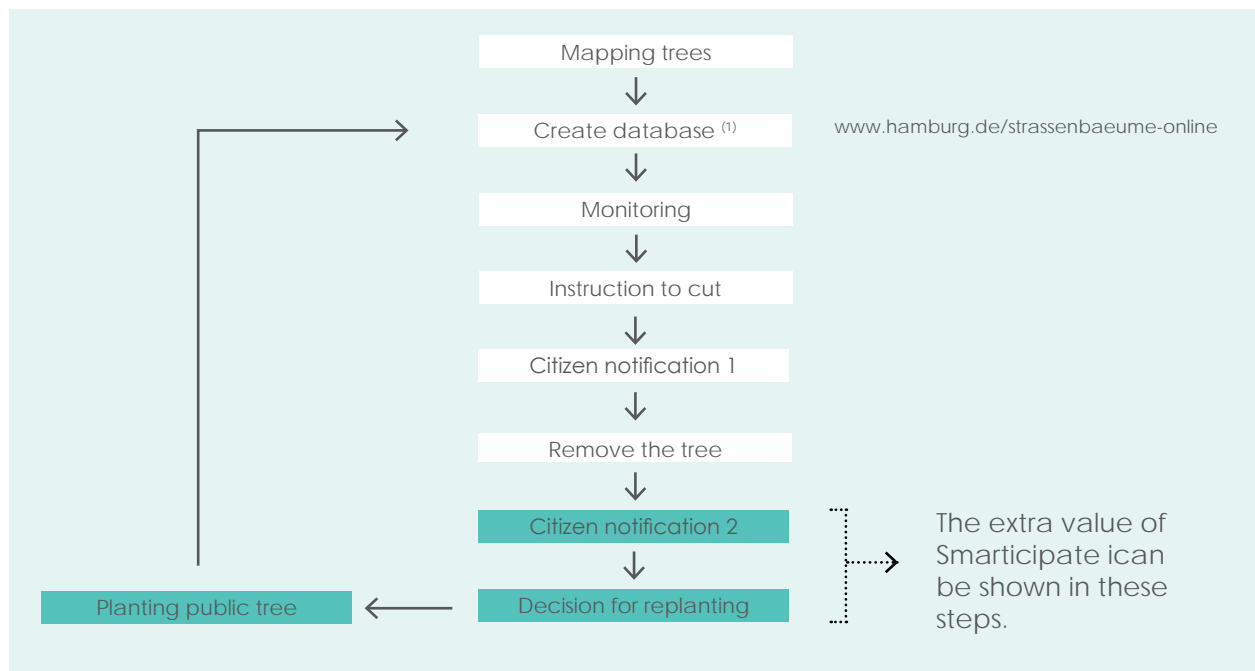 Mapping trees
Create database (1)
www.hamburg.de/strassenbaeume-online
Monitoring
Instruction to cut
Citizen notification 1
Remove the tree
Citizen notification 2
Decision for replanting
Planting public tree
The extra value of
Smarticipate ican
be shown in these
steps.